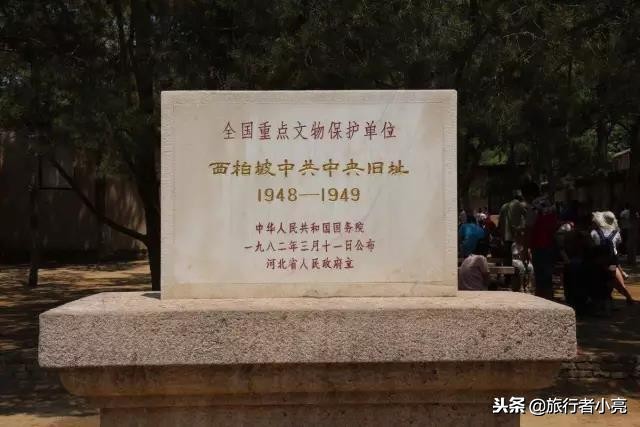 全国重点文物保护单位
西柏坡中共中央旧址
1948—1949
中华人民共和国国务院
一九八二年三月十一日公布
河北省人民政府立
头条@旅行者小亮